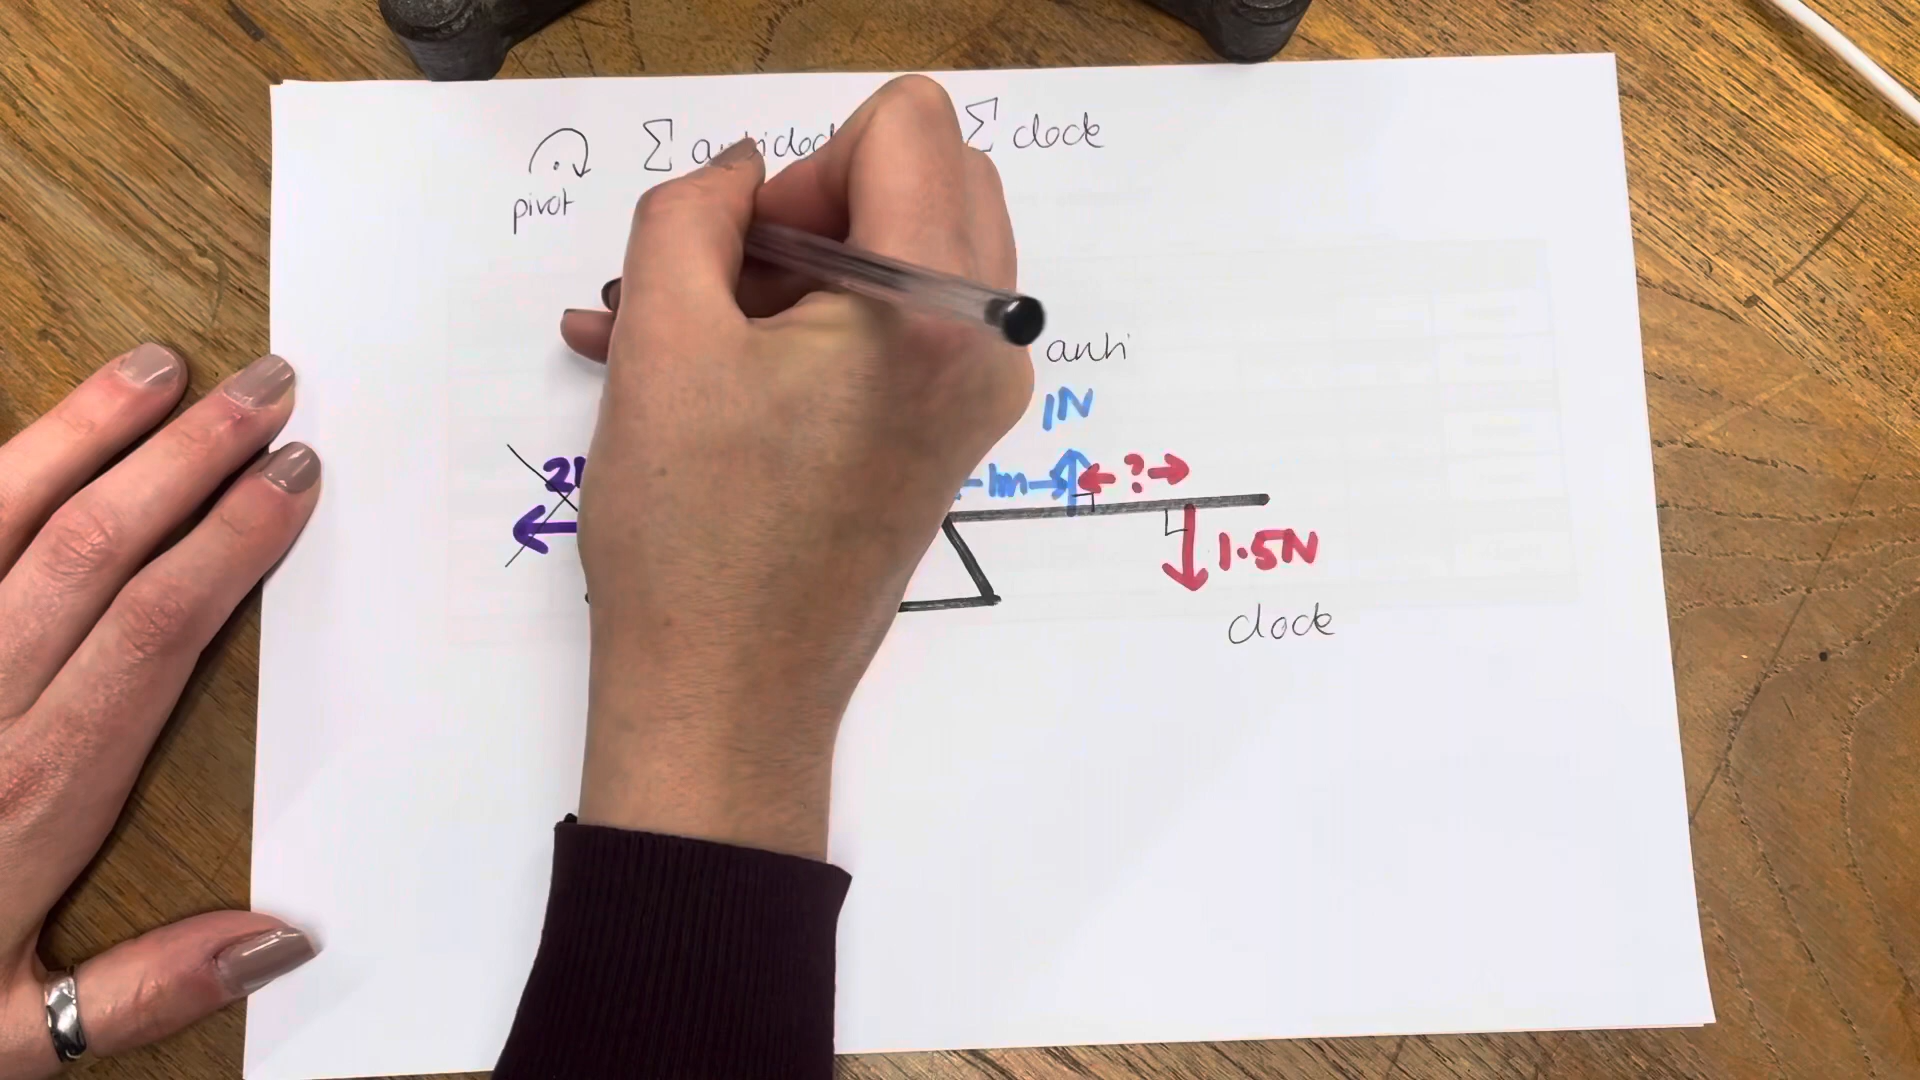 Σ Σ clock
pivot
anti
1N
1m ?
1.5N
clock